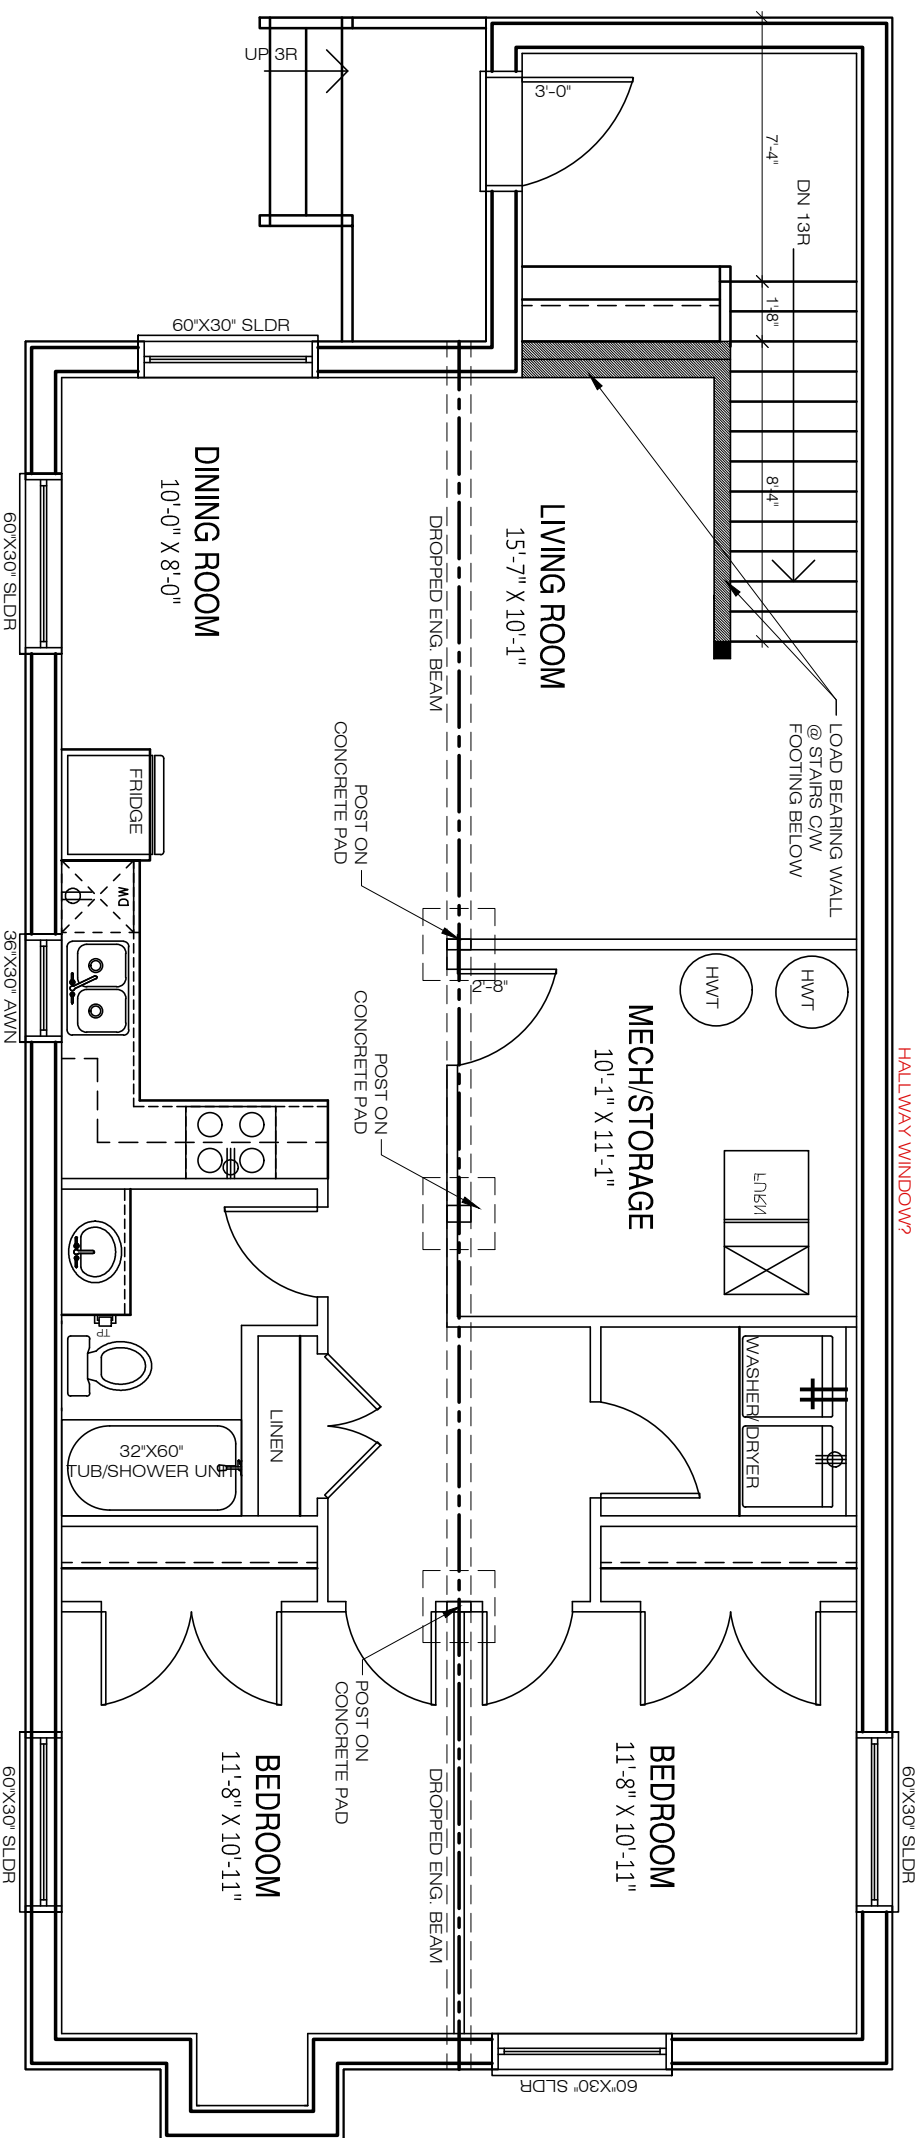 UP 3R
3'-0"
7'-4"
DN 13R
1'-8"
8'-4"
60"X30" SLDR
DINING ROOM
10'-0" X 8'-0"
60"X30" SLDR
DROPPED ENG. BEAM
LIVING ROOM
15'-7" X 10'-1"
LOAD BEARING WALL
@ STAIRS C/W
FOOTING BELOW
POST ON
CONCRETE PAD
FRIDGE
DW
36"X30" AWN
2'-8"
HWT
HWT
MECH/STORAGE
10'-1" X 11'-1"
POST ON
CONCRETE PAD
FURN
HALLWAY WINDOW?
TP
LINEN
32"X60"
TUB/SHOWER UNIT
WASHER/ DRYER
POST ON
CONCRETE PAD
BEDROOM
11'-8" X 10'-11"
60"X30" SLDR
DROPPED ENG. BEAM
BEDROOM
11'-8" X 10'-11"
60"X30" SLDR
60"X30" SLDR